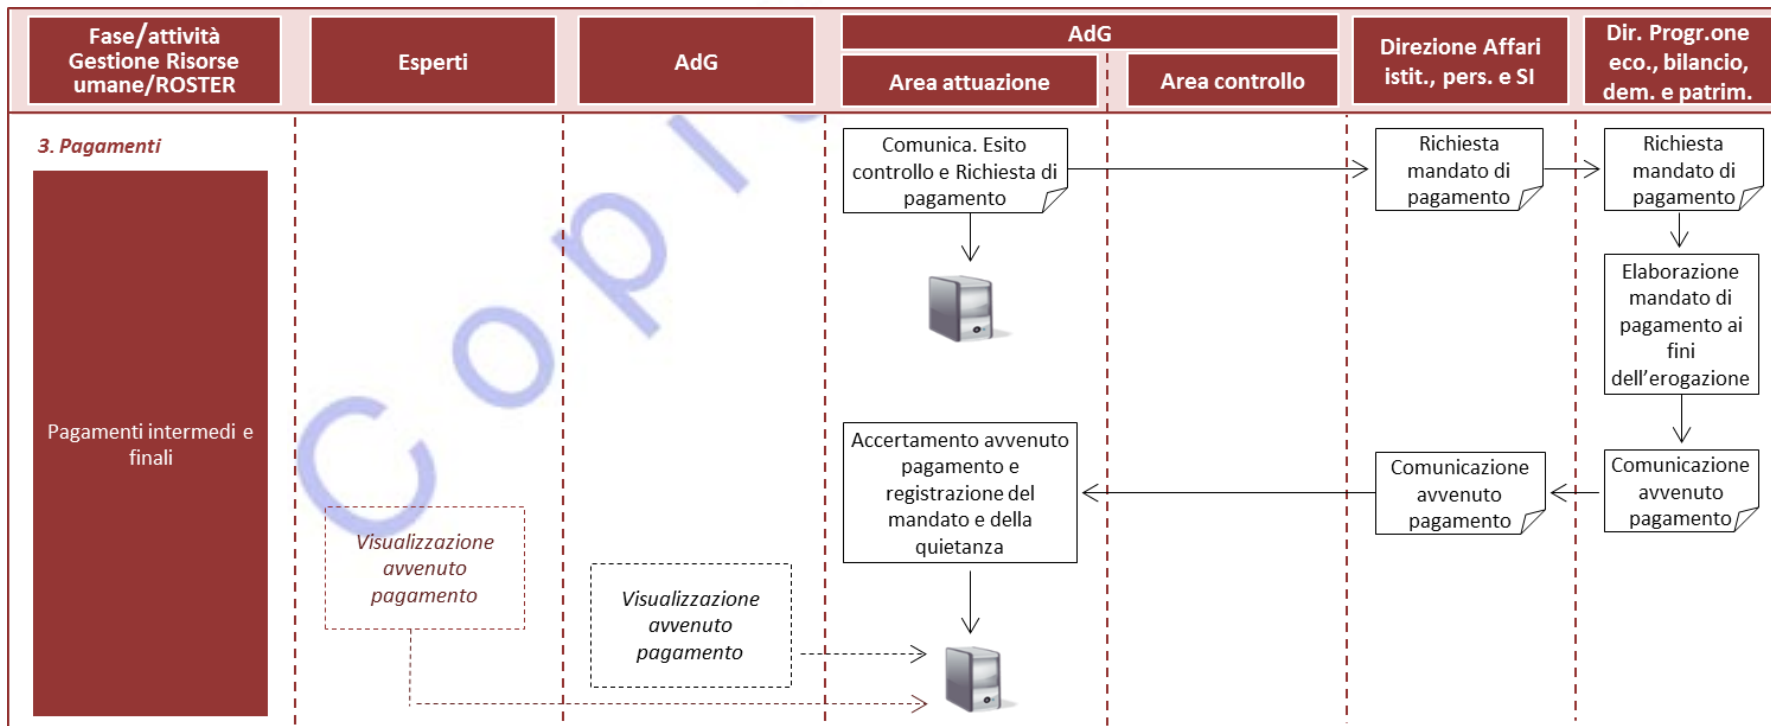 Fase/attività
Gestione Risorse
umane/ROSTER
Esperti
AdG
AdG
Area attuazione
Area controllo
Direzione Affari
istit., pers. e SI
Dir. Progr.one
eco., bilancio,
dem. e patrim.
3. Pagamenti
Pagamenti intermedi e
finali
Comunica. Esito
controllo e Richiesta di
pagamento
Richiesta
mandato di
pagamento
Richiesta
mandato di
pagamento
Elaborazione
mandato di
pagamento ai
fini
dell’erogazione
Comunicazione
avvenuto
pagamento
Comunicazione
avvenuto
pagamento
Accertamento avvenuto
pagamento e
registrazione del
mandato e della
quietanza
Visualizzazione
avvenuto
pagamento
Visualizzazione
avvenuto
pagamento
Copi